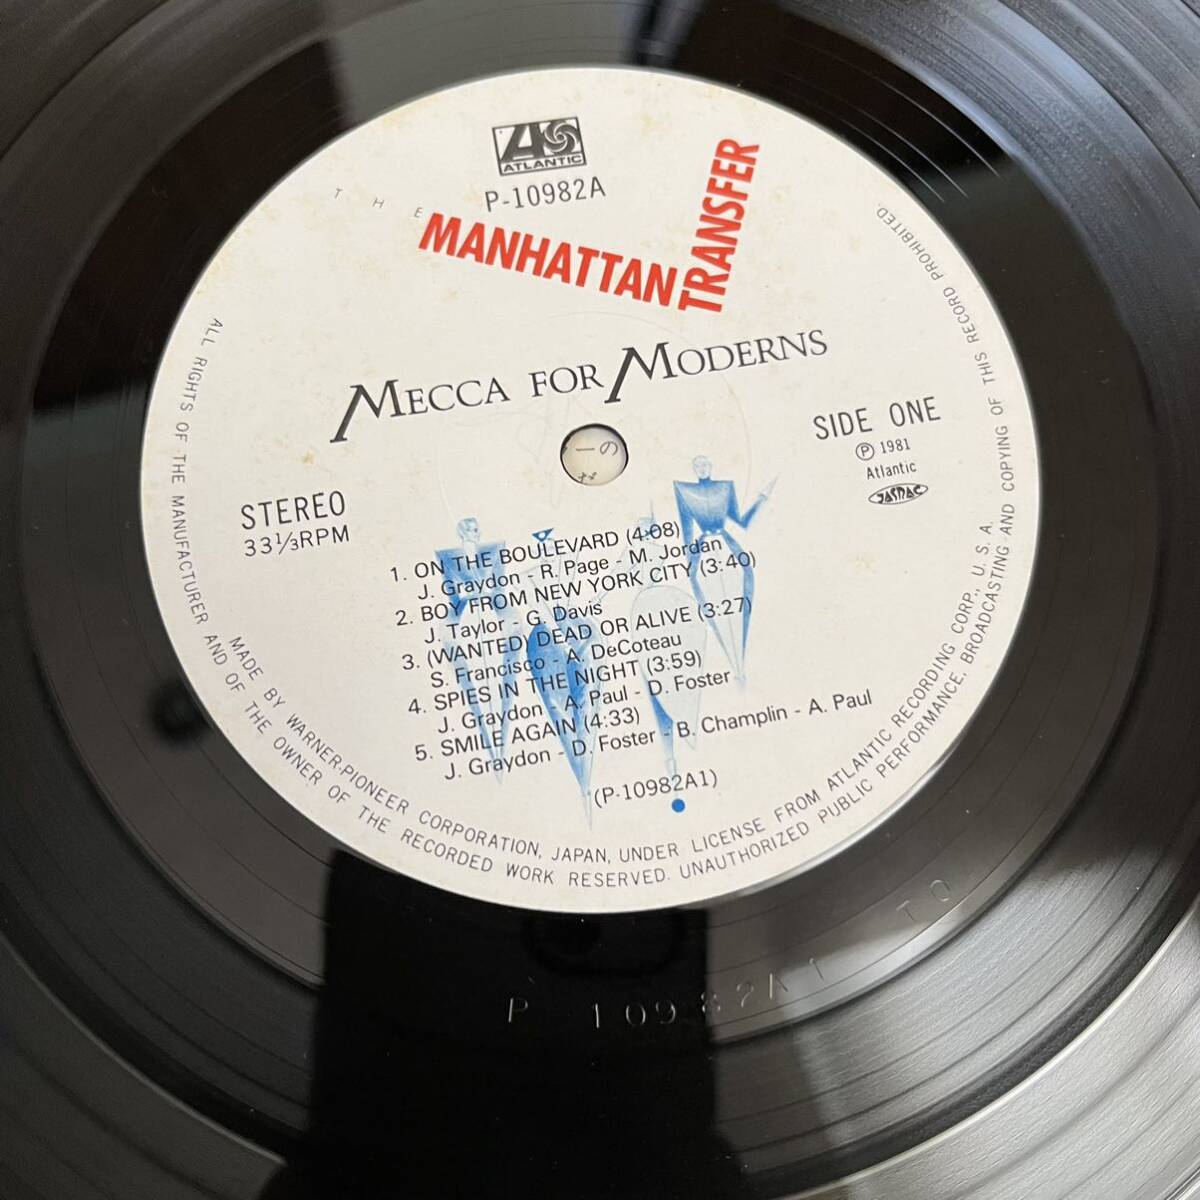 ATLANTIC
P-10982A
THE
MANHATTAN
TRANSFER
MECCA FOR MODERNS
STEREO
33⅓RPM
SIDE ONE
Ⓟ 1981
Atlantic
JASRAC
1. ON THE BOULEVARD (4:08)
J. Graydon - R. Page - M. Jordan
2. BOY FROM NEW YORK CITY (3:40)
J. Taylor - G. Davis
3. (WANTED) DEAD OR ALIVE (3:27)
S. Francisco - A. DeCoteau
4. SPIES IN THE NIGHT (3:59)
J. Graydon - A. Paul - D. Foster
5. SMILE AGAIN (4:33)
J. Graydon - D. Foster - B. Champlin - A. Paul
(P-10982A1)
ALL RIGHTS OF THE MANUFACTURER AND OF THE OWNER OF THE RECORDED WORK RESERVED. UNAUTHORIZED PUBLIC PERFORMANCE, BROADCASTING AND COPYING OF THIS RECORD PROHIBITED
MADE BY WARNER-PIONEER CORPORATION, JAPAN, UNDER LICENSE FROM ATLANTIC RECORDING CORP., U.S.A.
P 10982A1 TO